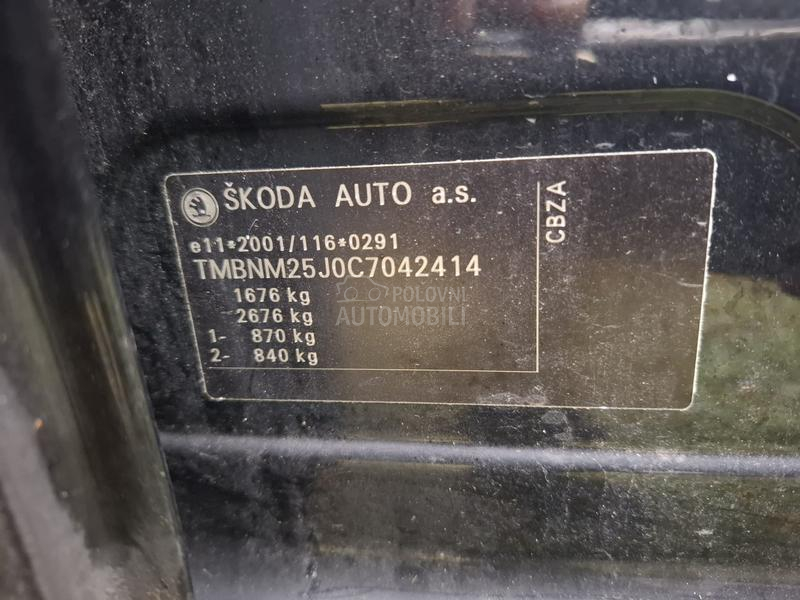 ŠKODA AUTO a.s.
e11*2001/116*0291
TMBNM25J0C7042414
1676 kg
2676 kg
1- 870 kg
2- 840 kg
CBZA
POLOVNI
AUTOMOBILI